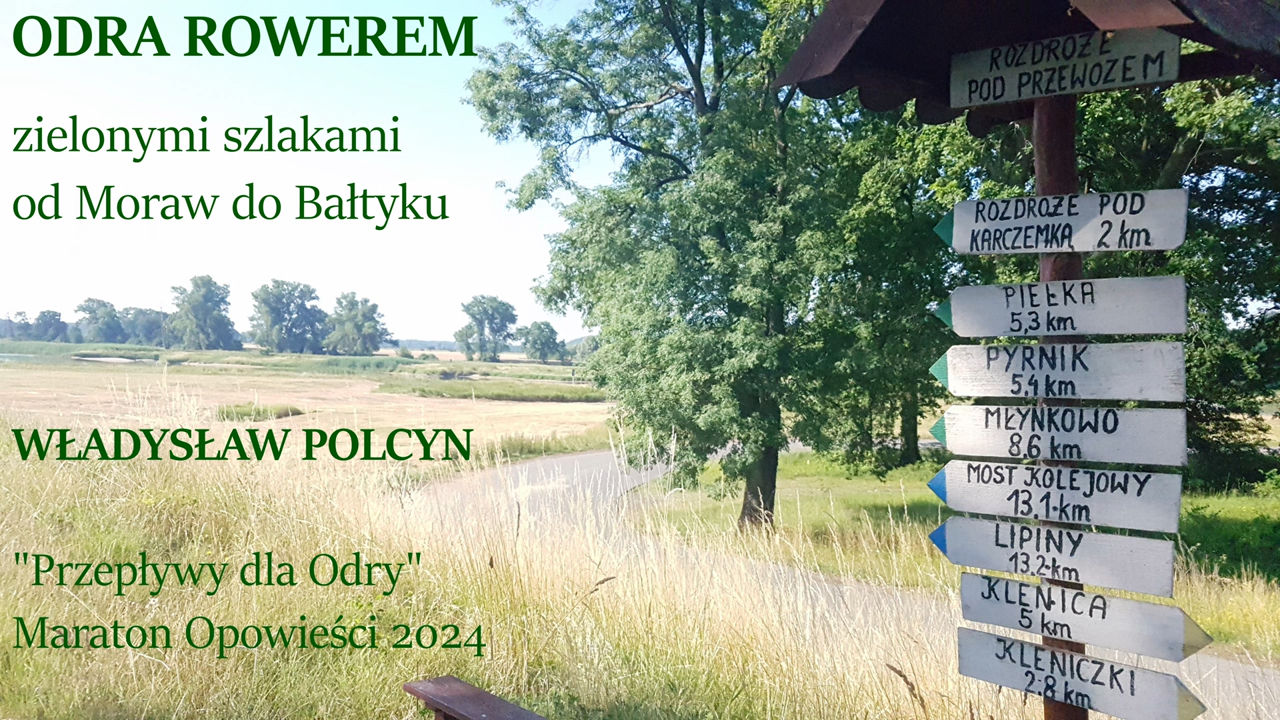 ODRA ROWEREM
zielonymi szlakami
od Moraw do Bałtyku
WŁADYSŁAW POLCYN
"Przepływy dla Odry"
Maraton Opowieści 2024
ROZDROŻE
POD PRZEWOZEM
ROZDROŻE POD
KARCZEMKĄ 2 km
PIEŁKA
5,3 km
PYRNIK
5,4 km
MŁYNKOWO
8,6 km
MOST KOLEJOWY
13,1 km
LIPINY
13.2 km
KLENICA
5 km
KLENICZKI
2.8 km